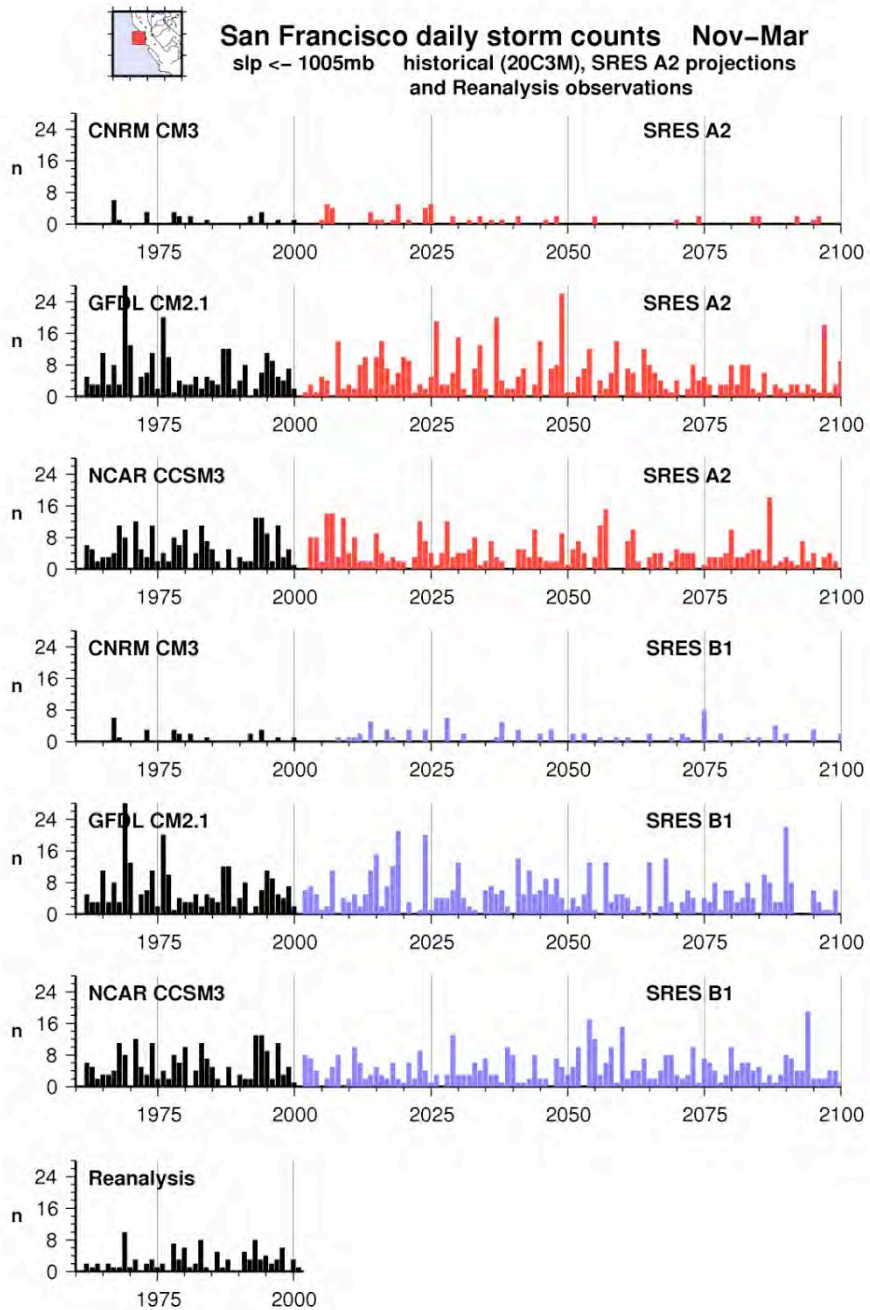 San Francisco daily storm counts Nov–Mar
slp <– 1005mb historical (20C3M), SRES A2 projections
and Reanalysis observations
CNRM CM3 SRES A2
24
16
n
8
0
1975 2000 2025 2050 2075 2100
GFDL CM2.1 SRES A2
24
16
n
8
0
1975 2000 2025 2050 2075 2100
NCAR CCSM3 SRES A2
24
16
n
8
0
1975 2000 2025 2050 2075 2100
CNRM CM3 SRES B1
24
16
n
8
0
1975 2000 2025 2050 2075 2100
GFDL CM2.1 SRES B1
24
16
n
8
0
1975 2000 2025 2050 2075 2100
NCAR CCSM3 SRES B1
24
16
n
8
0
1975 2000 2025 2050 2075 2100
Reanalysis
24
16
n
8
0
1975 2000